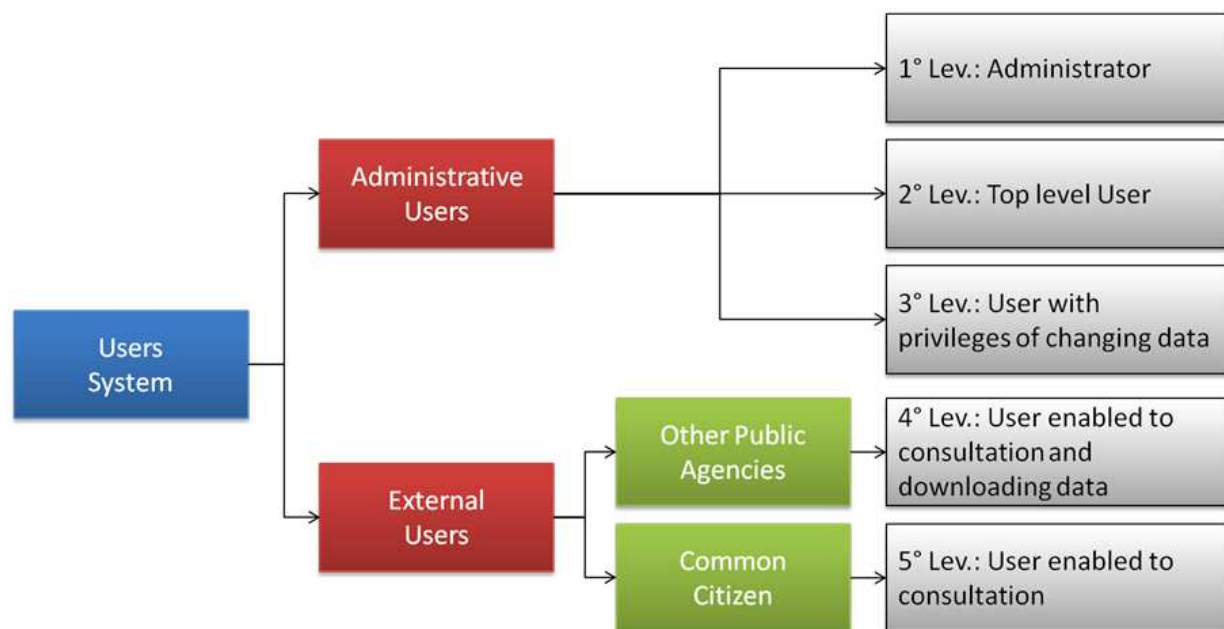 1° Lev.: Administrator
Administrative
Users
2° Lev.: Top level User
3° Lev.: User with
privileges of changing data
Users
System
Other Public
Agencies
4° Lev.: User enabled to
consultation and
downloading data
External
Users
Common
Citizen
5° Lev.: User enabled to
consultation